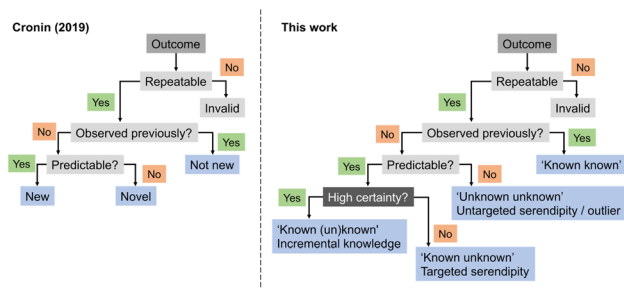 Cronin (2019)
Outcome
No
Repeatable
Yes
Invalid
No
Observed previously?
Yes
Yes
Predictable?
No
Not new
New
Novel
This work
Outcome
No
Repeatable
Yes
Invalid
No
Observed previously?
Yes
Yes
Predictable?
No
'Known known'
Yes
High certainty?
'Unknown unknown'
Untargeted serendipity / outlier
'Known (un)known'
Incremental knowledge
No
'Known unknown'
Targeted serendipity